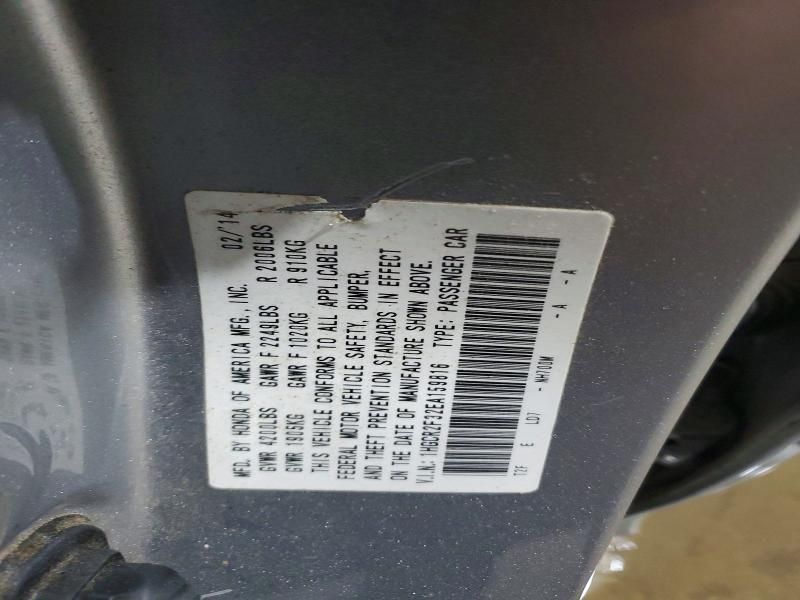 MFD. BY HONDA OF AMERICA MFG., INC. 02/'14
GVWR 4200LBS GAWR F 2249LBS R 2006LBS
GVWR 1905KG GAWR F 1020KG R 910KG
THIS VEHICLE CONFORMS TO ALL APPLICABLE
FEDERAL MOTOR VEHICLE SAFETY, BUMPER,
AND THEFT PREVENTION STANDARDS IN EFFECT
ON THE DATE OF MANUFACTURE SHOWN ABOVE.
V.I.N.: 1HGCR2F32EA159816 TYPE: PASSENGER CAR
T2F E LD7 - NH700M - A - A